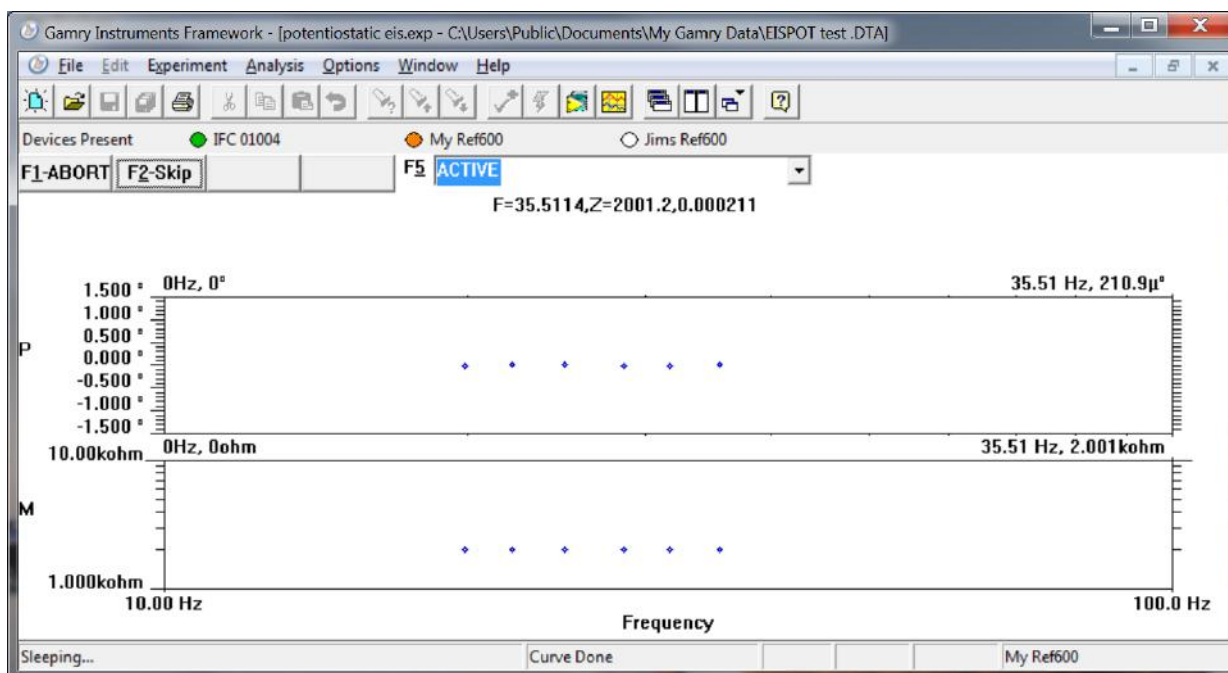 Gamry Instruments Framework - [potentiostatic eis.exp - C:\Users\Public\Documents\My Gamry Data\EISPOT test .DTA]
File Edit Experiment Analysis Options Window Help
Devices Present IFC 01004 My Ref600 Jims Ref600
F1-ABORT F2-Skip F5 ACTIVE
F=35.5114,Z=2001.2,0.000211
0Hz, 0° 35.51 Hz, 210.9µ°
1.500 °
1.000 °
0.500 °
P
0.000 °
-0.500 °
-1.000 °
-1.500 °
0Hz, 0ohm 35.51 Hz, 2.001kohm
10.00kohm
M
1.000kohm
10.00 Hz 100.0 Hz
Frequency
Sleeping... Curve Done My Ref600